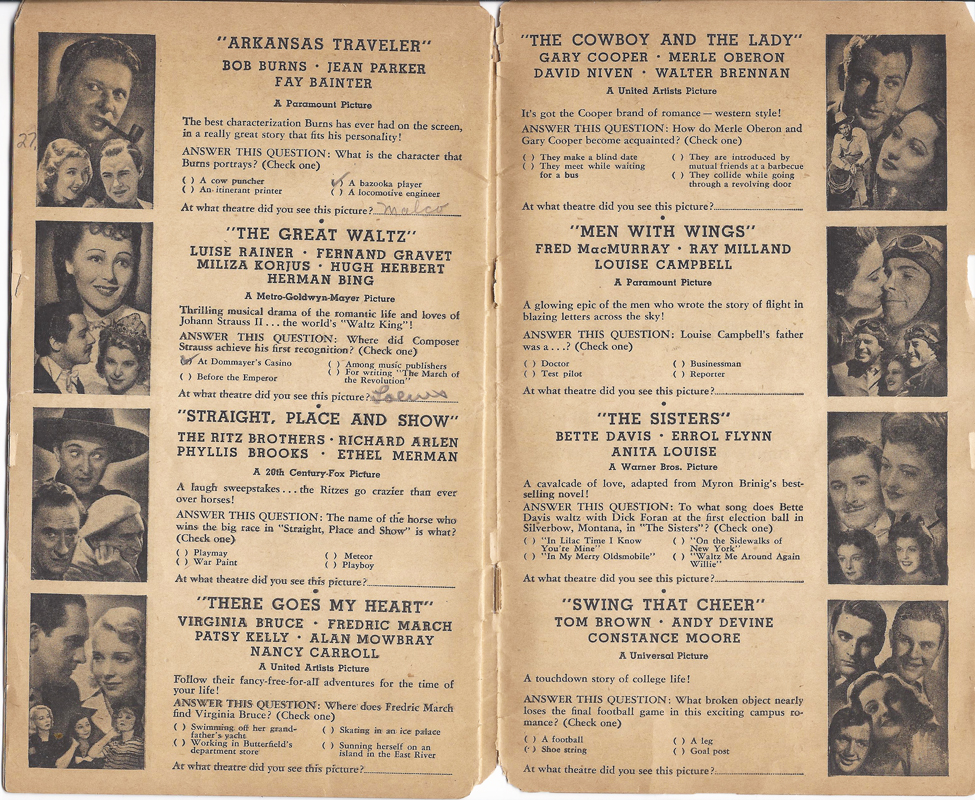 "ARKANSAS TRAVELER"
BOB BURNS · JEAN PARKER
FAY BAINTER
A Paramount Picture
The best characterization Burns has ever had on the screen,
in a really great story that fits his personality!
ANSWER THIS QUESTION: What is the character that
Burns portrays? (Check one)
( ) A cow puncher
( ) An itinerant printer
(✓) A bazooka player
( ) A locomotive engineer
At what theatre did you see this picture? Malco
27
"THE GREAT WALTZ"
LUISE RAINER · FERNAND GRAVET
MILIZA KORJUS · HUGH HERBERT
HERMAN BING
A Metro-Goldwyn-Mayer Picture
Thrilling musical drama of the romantic life and loves of
Johann Strauss II . . . the world's "Waltz King"!
ANSWER THIS QUESTION: Where did Composer
Strauss achieve his first recognition? (Check one)
(✓) At Dommayer's Casino
( ) Before the Emperor
( ) Among music publishers
( ) For writing "The March of
the Revolution"
At what theatre did you see this picture? Loews
"STRAIGHT, PLACE AND SHOW"
THE RITZ BROTHERS · RICHARD ARLEN
PHYLLIS BROOKS · ETHEL MERMAN
A 20th Century-Fox Picture
A laugh sweepstakes . . . the Ritzes go crazier than ever
over horses!
ANSWER THIS QUESTION: The name of the horse who
wins the big race in "Straight, Place and Show" is what?
(Check one)
( ) Playmay
( ) War Paint
( ) Meteor
( ) Playboy
At what theatre did you see this picture?
"THERE GOES MY HEART"
VIRGINIA BRUCE · FREDRIC MARCH
PATSY KELLY · ALAN MOWBRAY
NANCY CARROLL
A United Artists Picture
Follow their fancy-free-for-all adventures for the time of
your life!
ANSWER THIS QUESTION: Where does Fredric March
find Virginia Bruce? (Check one)
( ) Swimming off her grand-
father's yacht
( ) Working in Butterfield's
department store
( ) Skating in an ice palace
( ) Sunning herself on an
island in the East River
At what theatre did you see this picture?
"THE COWBOY AND THE LADY"
GARY COOPER · MERLE OBERON
DAVID NIVEN · WALTER BRENNAN
A United Artists Picture
It's got the Cooper brand of romance — western style!
ANSWER THIS QUESTION: How do Merle Oberon and
Gary Cooper become acquainted? (Check one)
( ) They make a blind date
( ) They meet while waiting
for a bus
( ) They are introduced by
mutual friends at a barbecue
( ) They collide while going
through a revolving door
At what theatre did you see this picture?
"MEN WITH WINGS"
FRED MacMURRAY · RAY MILLAND
LOUISE CAMPBELL
A Paramount Picture
A glowing epic of the men who wrote the story of flight in
blazing letters across the sky!
ANSWER THIS QUESTION: Louise Campbell's father
was a . . . ? (Check one)
( ) Doctor
( ) Test pilot
( ) Businessman
( ) Reporter
At what theatre did you see this picture?
"THE SISTERS"
BETTE DAVIS · ERROL FLYNN
ANITA LOUISE
A Warner Bros. Picture
A cavalcade of love, adapted from Myron Brinig's best-
selling novel!
ANSWER THIS QUESTION: To what song does Bette
Davis waltz with Dick Foran at the first election ball in
Silverbow, Montana, in "The Sisters"? (Check one)
( ) "In Lilac Time I Know
You're Mine"
( ) "In My Merry Oldsmobile"
( ) "On the Sidewalks of
New York"
( ) "Waltz Me Around Again
Willie"
At what theatre did you see this picture?
"SWING THAT CHEER"
TOM BROWN · ANDY DEVINE
CONSTANCE MOORE
A Universal Picture
A touchdown story of college life!
ANSWER THIS QUESTION: What broken object nearly
loses the final football game in this exciting campus ro-
mance? (Check one)
( ) A football
( ) Shoe string
( ) A leg
( ) Goal post
At what theatre did you see this picture?